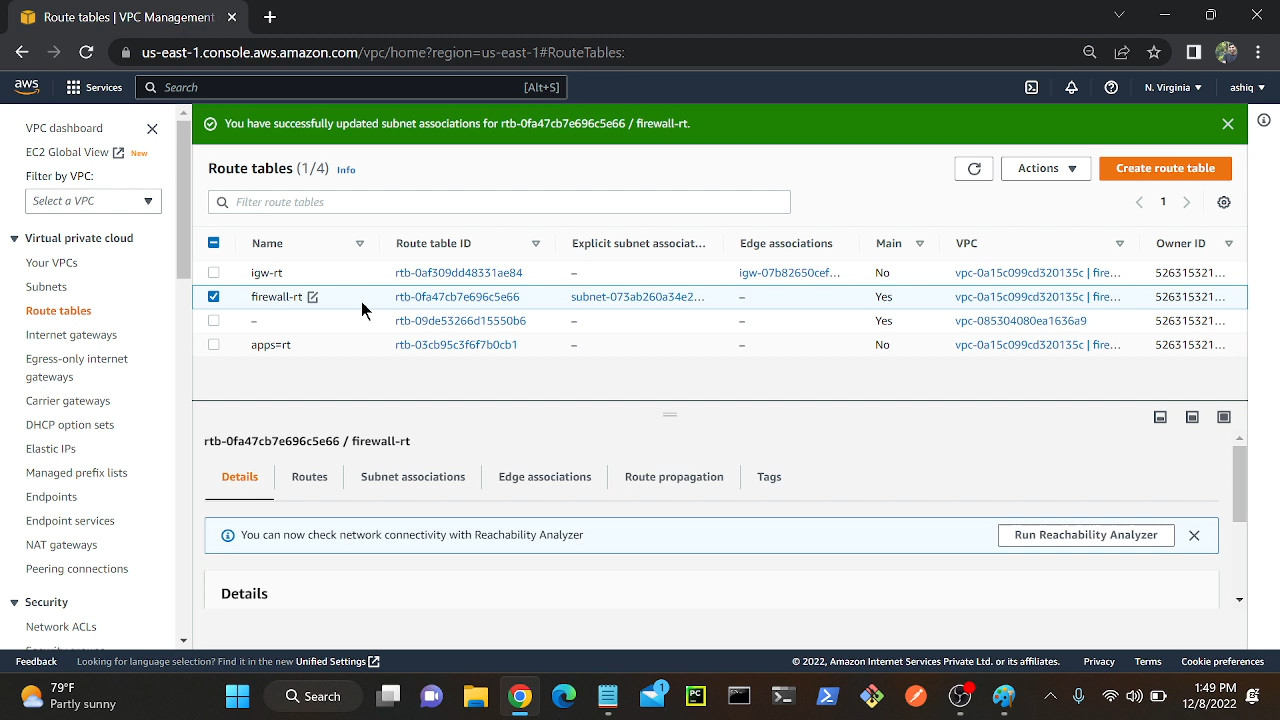 Route tables | VPC Management
us-east-1.console.aws.amazon.com/vpc/home?region=us-east-1#RouteTables:
aws Services Search [Alt+S] N. Virginia ashiq
VPC dashboard
EC2 Global View New
Filter by VPC:
Select a VPC
Virtual private cloud
Your VPCs
Subnets
Route tables
Internet gateways
Egress-only internet
gateways
Carrier gateways
DHCP option sets
Elastic IPs
Managed prefix lists
Endpoints
Endpoint services
NAT gateways
Peering connections
Security
Network ACLs
You have successfully updated subnet associations for rtb-0fa47cb7e696c5e66 / firewall-rt.
Route tables (1/4) Info Actions Create route table
Filter route tables 1
Name Route table ID Explicit subnet associat... Edge associations Main VPC Owner ID
igw-rt rtb-0af309dd48331ae84 – igw-07b82650cef... No vpc-0a15c099cd320135c | fire... 526315321...
firewall-rt rtb-0fa47cb7e696c5e66 subnet-073ab260a34e2... – Yes vpc-0a15c099cd320135c | fire... 526315321...
– rtb-09de53266d15550b6 – – Yes vpc-085304080ea1636a9 526315321...
apps=rt rtb-03cb95c3f6f7b0cb1 – – No vpc-0a15c099cd320135c | fire... 526315321...
rtb-0fa47cb7e696c5e66 / firewall-rt
Details Routes Subnet associations Edge associations Route propagation Tags
You can now check network connectivity with Reachability Analyzer Run Reachability Analyzer
Details
Feedback Looking for language selection? Find it in the new Unified Settings © 2022, Amazon Internet Services Private Ltd. or its affiliates. Privacy Terms Cookie preferences
79°F
Partly sunny
Search
1
PC
1:49 PM
12/8/2022